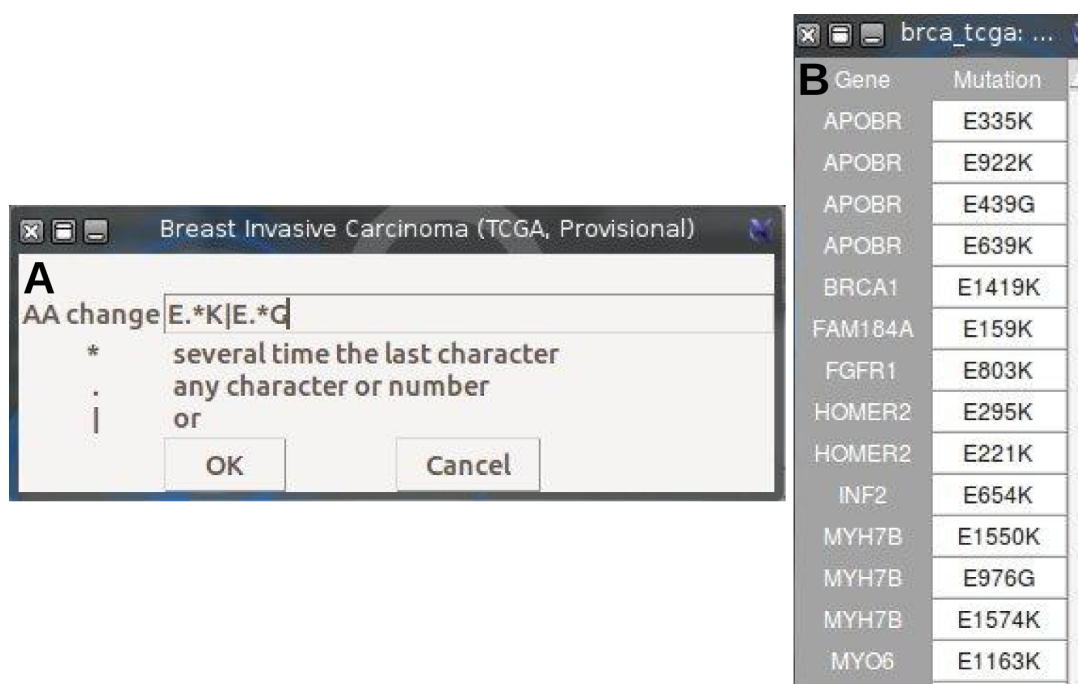 Breast Invasive Carcinoma (TCGA, Provisional)
A
AA change E.*K|E.*G
* several time the last character
. any character or number
| or
OK Cancel
brca_tcga: ...
B
Gene Mutation
APOBR E335K
APOBR E922K
APOBR E439G
APOBR E639K
BRCA1 E1419K
FAM184A E159K
FGFR1 E803K
HOMER2 E295K
HOMER2 E221K
INF2 E654K
MYH7B E1550K
MYH7B E976G
MYH7B E1574K
MYO6 E1163K